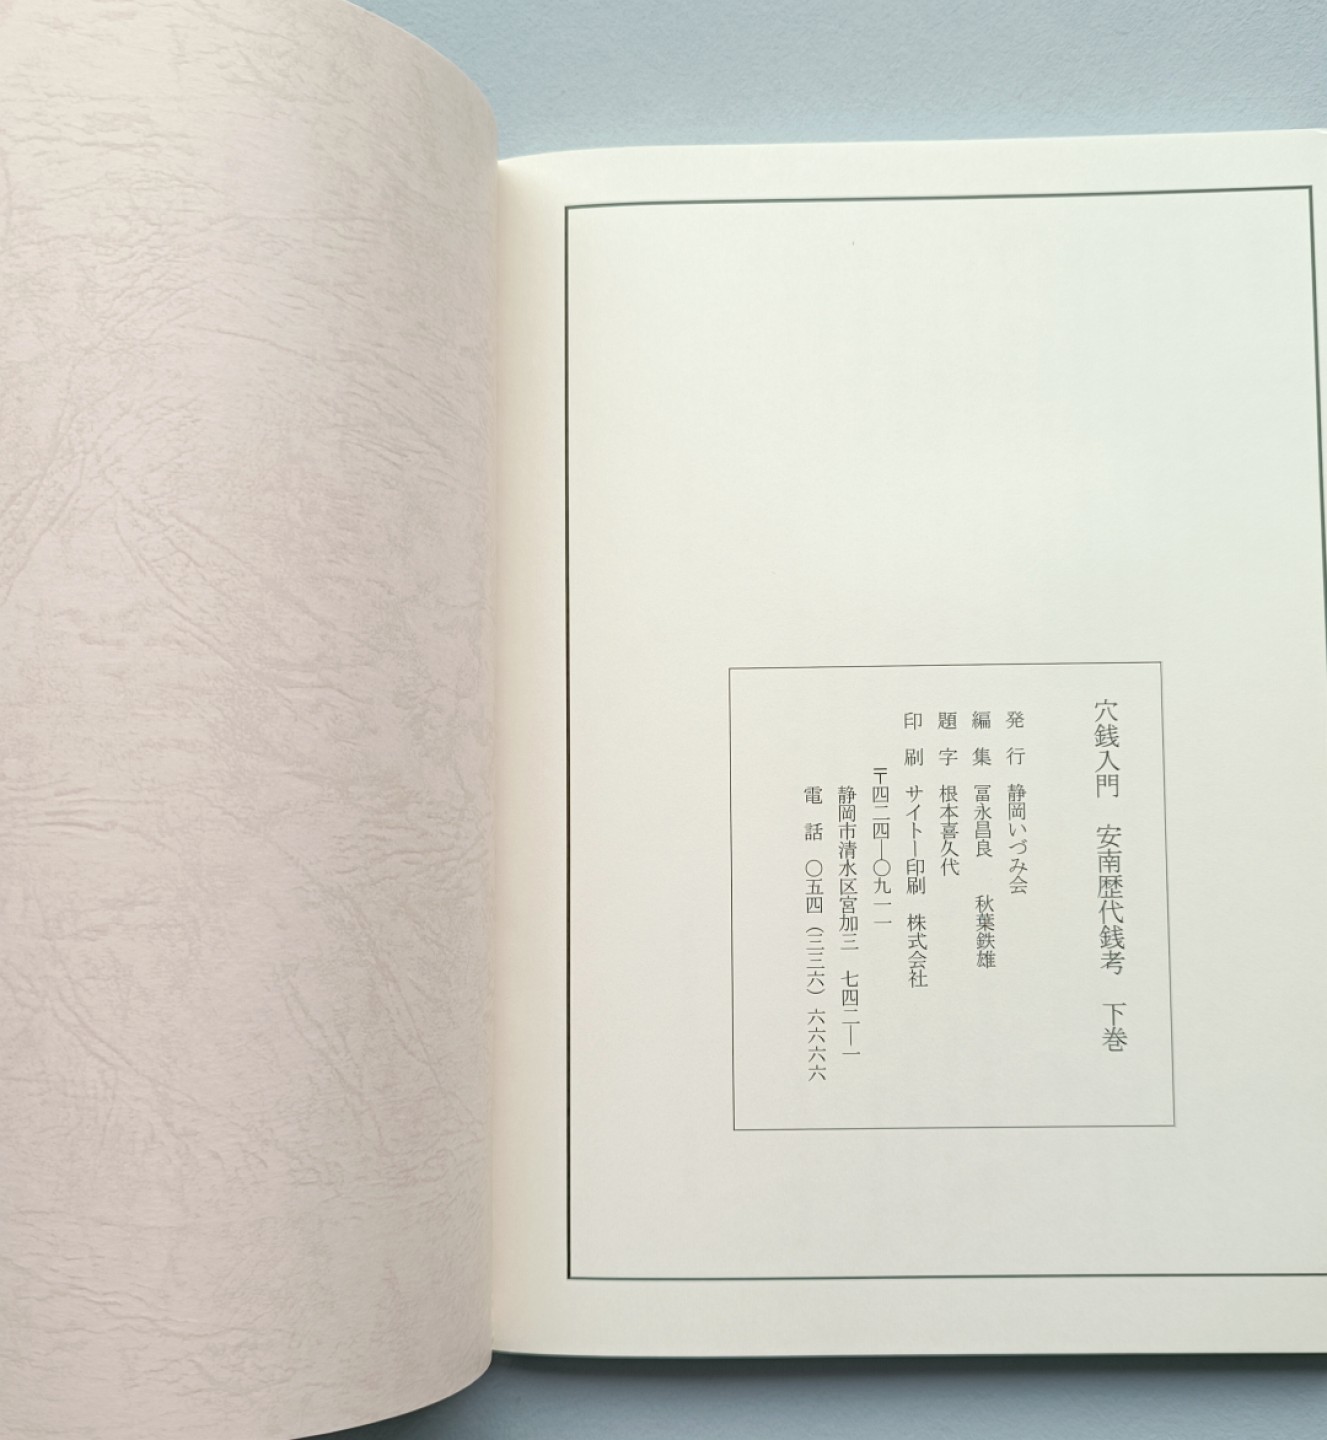 穴銭入門　安南歴代銭考　下巻
発行　静岡いづみ会
編集　冨永昌良　秋葉鉄雄
題字　根本喜久代
印刷　サイトー印刷　株式会社
〒四二四―〇九一一
静岡市清水区宮加三　七四二―一
電話　〇五四（三三六）六六六六